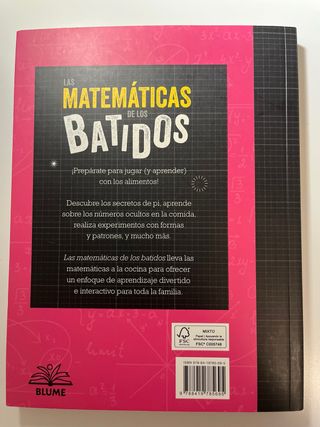 LAS
MATEMÁTICAS
DE LOS
BATIDOS
¡Prepárate para jugar (y aprender)
con los alimentos!
Descubre los secretos de pi, aprende
sobre los números ocultos en la comida,
realiza experimentos con formas
y patrones, y mucho más.
Las matemáticas de los batidos lleva las
matemáticas a la cocina para ofrecer
un enfoque de aprendizaje divertido
e interactivo para toda la familia.
FSC
MIXTO
FSC® C005748
BLUME